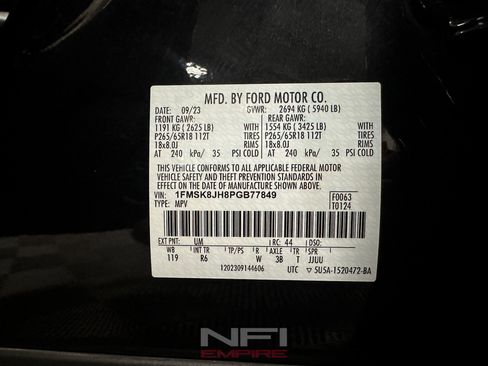 MFD. BY FORD MOTOR CO.
DATE: 09/23 GVWR: 2694 KG ( 5940 LB)
FRONT GAWR: REAR GAWR:
1191 KG ( 2625 LB) WITH 1554 KG ( 3425 LB) WITH
P265/65R18 112T TIRES P265/65R18 112T TIRES
18x8.0J RIMS 18x8.0J RIMS
AT 240 kPa/ 35 PSI COLD AT 240 kPa/ 35 PSI COLD
THIS VEHICLE CONFORMS TO ALL APPLICABLE FEDERAL MOTOR
VEHICLE SAFETY AND THEFT PREVENTION STANDARDS IN
EFFECT ON THE DATE OF MANUFACTURE SHOWN ABOVE.
VIN: 1FMSK8JH8PGB77849 F0063
TYPE: MPV T0124
EXT PNT: UM RC: 44 DSO:
WB INT TR TP/PS R AXLE TR SPR
119 R6 W 3B T JJUU
1202309144606 UTC ▽ 5U5A-1520472-BA
NFI
EMPIRE